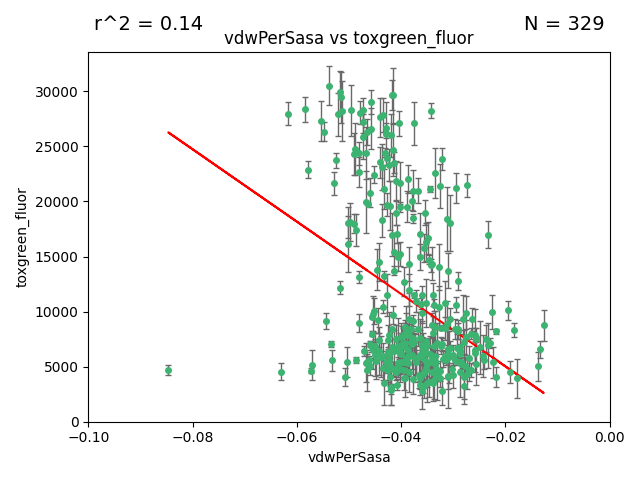 r^2 = 0.14
N = 329
vdwPerSasa vs toxgreen_fluor
toxgreen_fluor
30000
25000
20000
15000
10000
5000
0
−0.10
−0.08
−0.06
−0.04
−0.02
0.00
vdwPerSasa